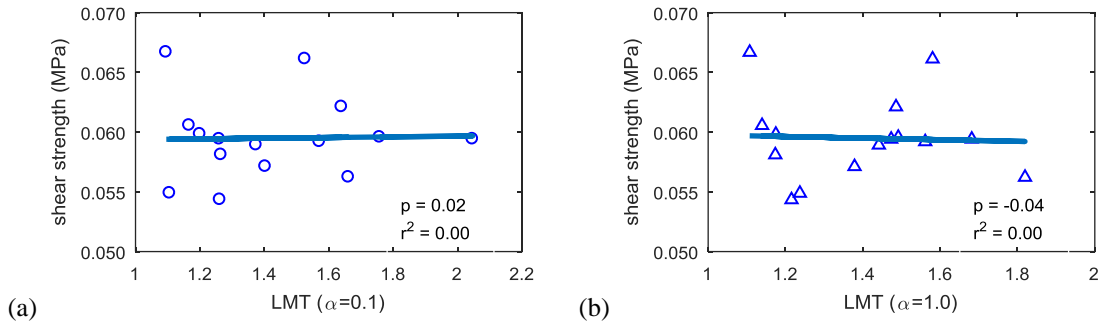 0.070
0.065
0.060
0.055
0.050
shear strength (MPa)
1 1.2 1.4 1.6 1.8 2 2.2
LMT (α=0.1)
p = 0.02
r² = 0.00
(a)
0.070
0.065
0.060
0.055
0.050
shear strength (MPa)
1 1.2 1.4 1.6 1.8 2
LMT (α=1.0)
p = -0.04
r² = 0.00
(b)